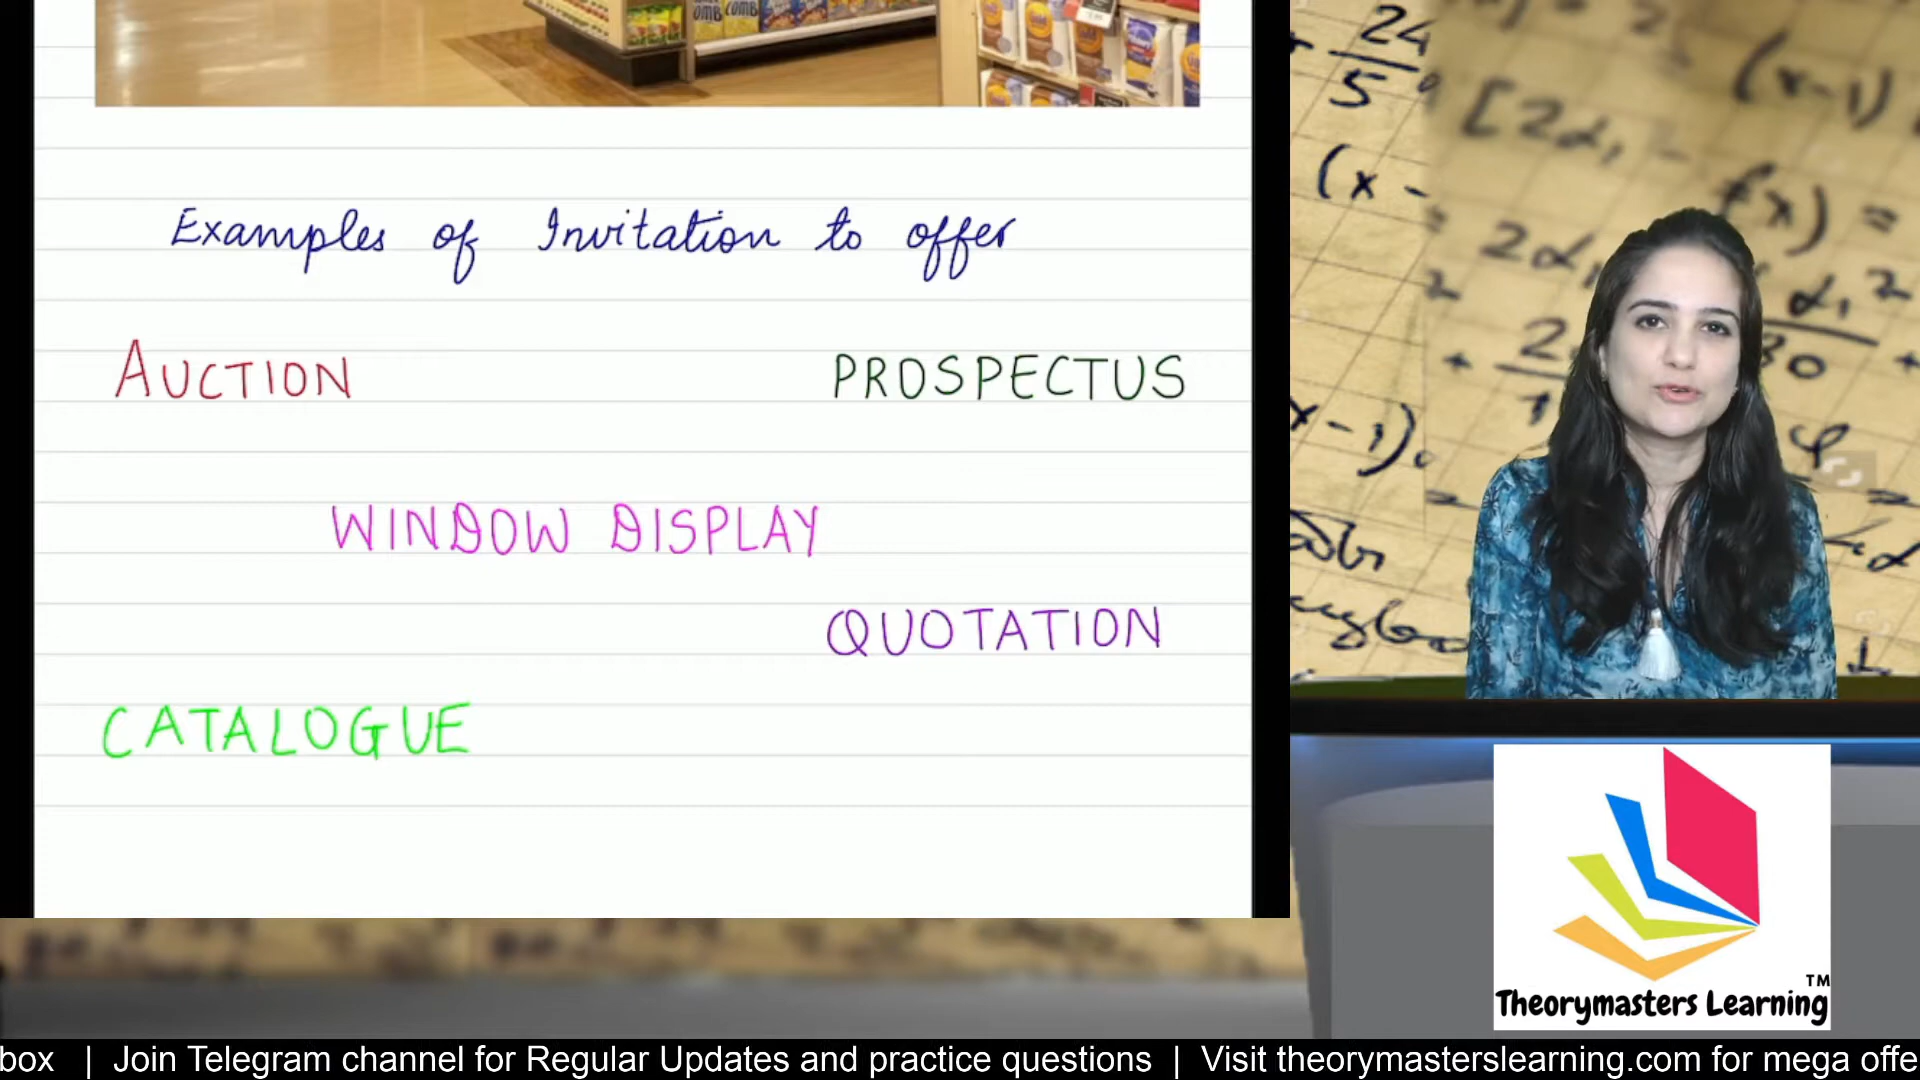 Examples of Invitation to offer
AUCTION
PROSPECTUS
WINDOW DISPLAY
QUOTATION
CATALOGUE
TM
Theorymasters Learning
box | Join Telegram channel for Regular Updates and practice questions | Visit theorymasterslearning.com for mega offe